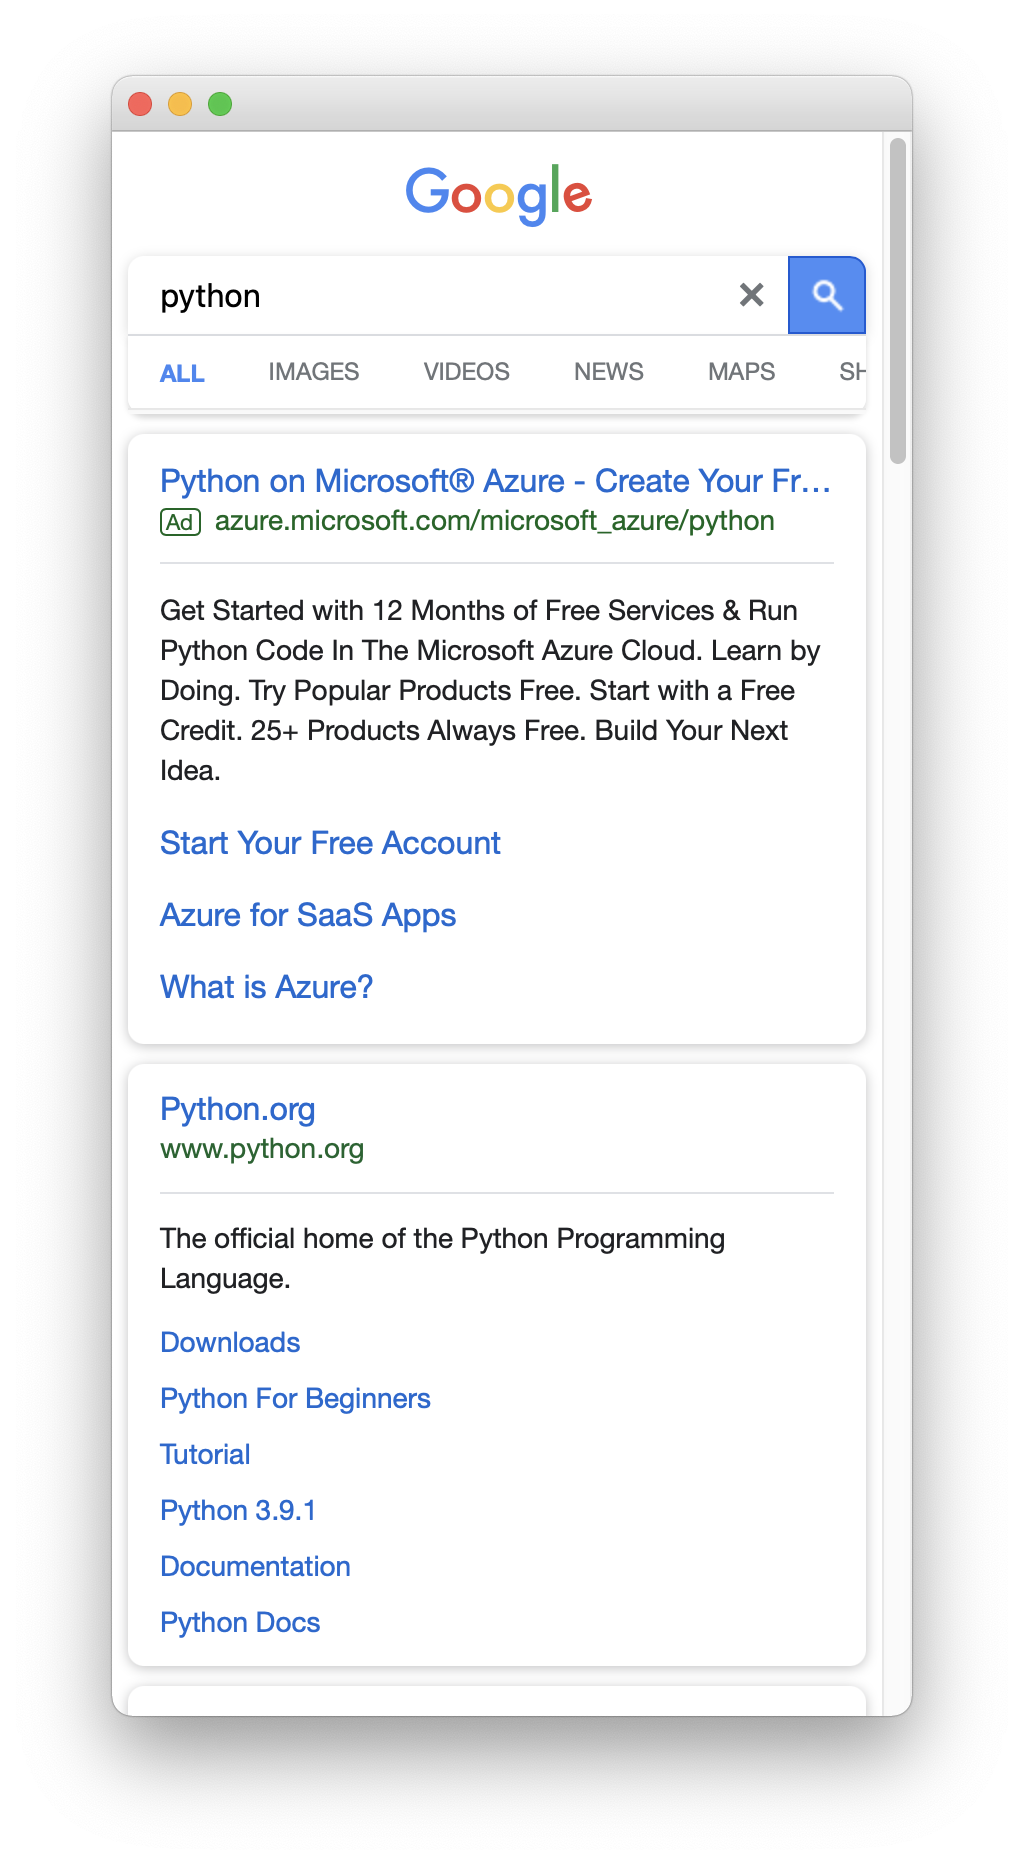 Google
python
ALL IMAGES VIDEOS NEWS MAPS SH
Python on Microsoft® Azure - Create Your Fr...
Ad azure.microsoft.com/microsoft_azure/python
Get Started with 12 Months of Free Services & Run
Python Code In The Microsoft Azure Cloud. Learn by
Doing. Try Popular Products Free. Start with a Free
Credit. 25+ Products Always Free. Build Your Next
Idea.
Start Your Free Account
Azure for SaaS Apps
What is Azure?
Python.org
www.python.org
The official home of the Python Programming
Language.
Downloads
Python For Beginners
Tutorial
Python 3.9.1
Documentation
Python Docs